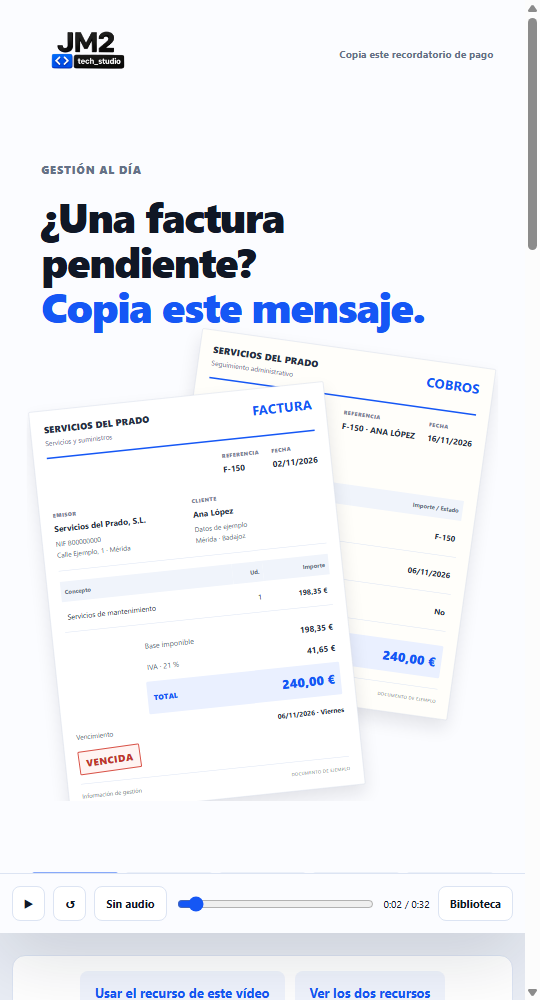 JM2
<> tech_studio
Copia este recordatorio de pago
GESTIÓN AL DÍA
¿Una factura
pendiente?
Copia este mensaje.
SERVICIOS DEL PRADO
Seguimiento administrativo
COBROS
REFERENCIA
F-150 · ANA LÓPEZ
FECHA
16/11/2026
Importe / Estado
F-150
06/11/2026
No
240,00 €
DOCUMENTO DE EJEMPLO
SERVICIOS DEL PRADO
Servicios y suministros
FACTURA
REFERENCIA
F-150
FECHA
02/11/2026
EMISOR
Servicios del Prado, S.L.
NIF B00000000
Calle Ejemplo, 1 · Mérida
CLIENTE
Ana López
Datos de ejemplo
Mérida · Badajoz
Concepto Ud. Importe
Servicios de mantenimiento 1 198,35 €
Base imponible 198,35 €
IVA · 21 % 41,65 €
TOTAL 240,00 €
Vencimiento 06/11/2026 · Viernes
VENCIDA
Información de gestión
DOCUMENTO DE EJEMPLO
Sin audio
0:02 / 0:32
Biblioteca
Usar el recurso de este vídeo
Ver los dos recursos